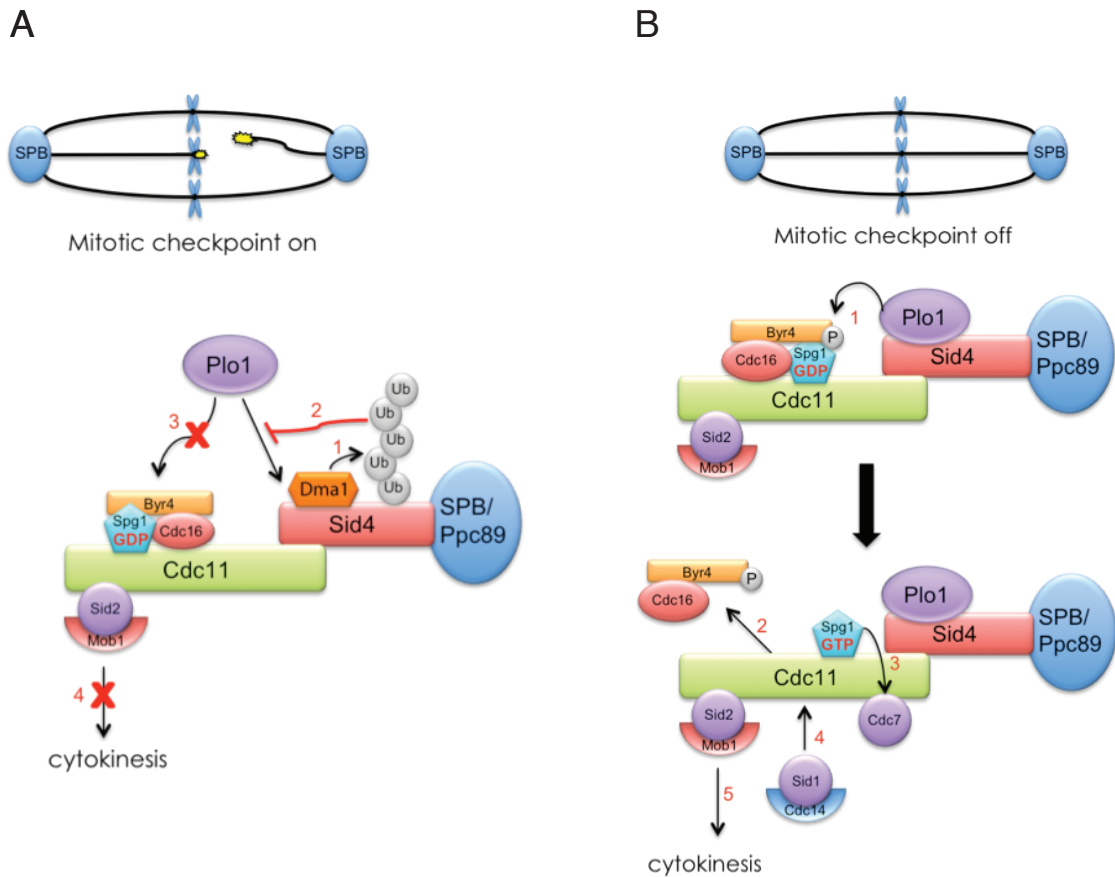 A
SPB
SPB
Mitotic checkpoint on
Plo1
3
2
Ub
Ub
Ub
Ub
Ub
1
Dma1
Byr4
Spg1
GDP
Cdc16
Sid4
SPB/
Ppc89
Cdc11
Sid2
Mob1
4
cytokinesis
B
SPB
SPB
Mitotic checkpoint off
1
Plo1
Byr4
P
Cdc16
Spg1
GDP
Sid4
SPB/
Ppc89
Cdc11
Sid2
Mob1
Byr4
P
Cdc16
2
Spg1
GTP
3
Plo1
Sid4
SPB/
Ppc89
Cdc11
Sid2
Mob1
Cdc7
4
Sid1
Cdc14
5
cytokinesis